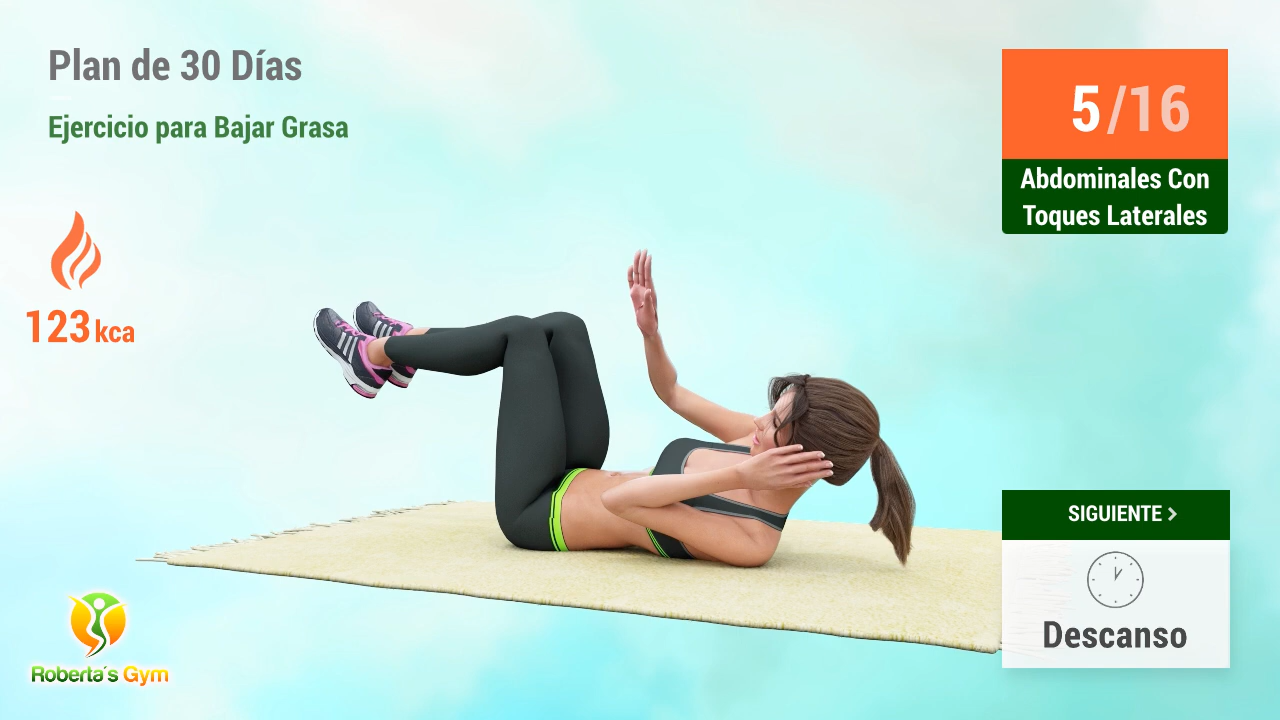 Plan de 30 Días
Ejercicio para Bajar Grasa
5/16
Abdominales Con
Toques Laterales
123 kca
SIGUIENTE >
Descanso
Roberta´s Gym